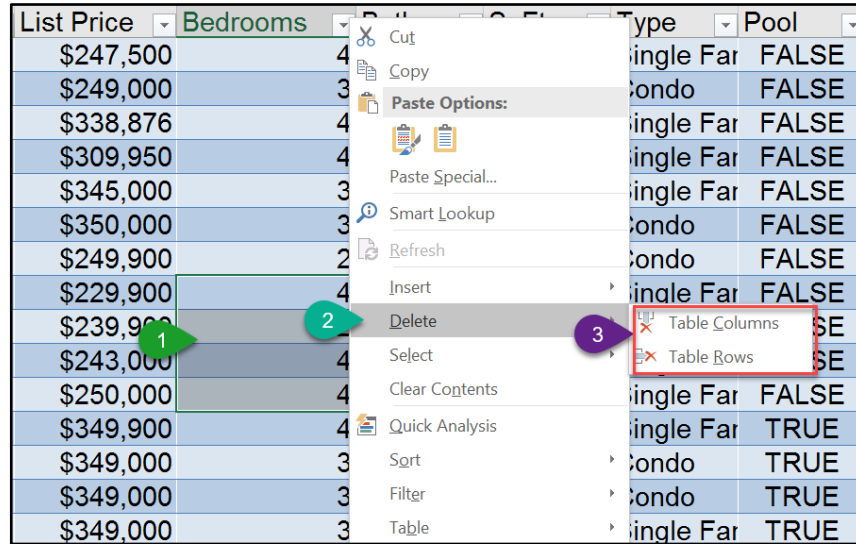 List Price Bedrooms Type Pool
$247,500 4 ingle Far FALSE
$249,000 3 ondo FALSE
$338,876 4 ingle Far FALSE
$309,950 4 ingle Far FALSE
$345,000 3 ingle Far FALSE
$350,000 3 ondo FALSE
$249,900 2 ondo FALSE
$229,900 4 ingle Far FALSE
$239,900 SE
$243,000 4 SE
$250,000 4 ingle Far FALSE
$349,900 4 ingle Far TRUE
$349,000 3 ondo TRUE
$349,000 3 ondo TRUE
$349,000 3 ingle Far TRUE
Cut
Copy
Paste Options:
Paste Special...
Smart Lookup
Refresh
Insert
Delete
Select
Clear Contents
Quick Analysis
Sort
Filter
Table
Table Columns
Table Rows
1
2
3